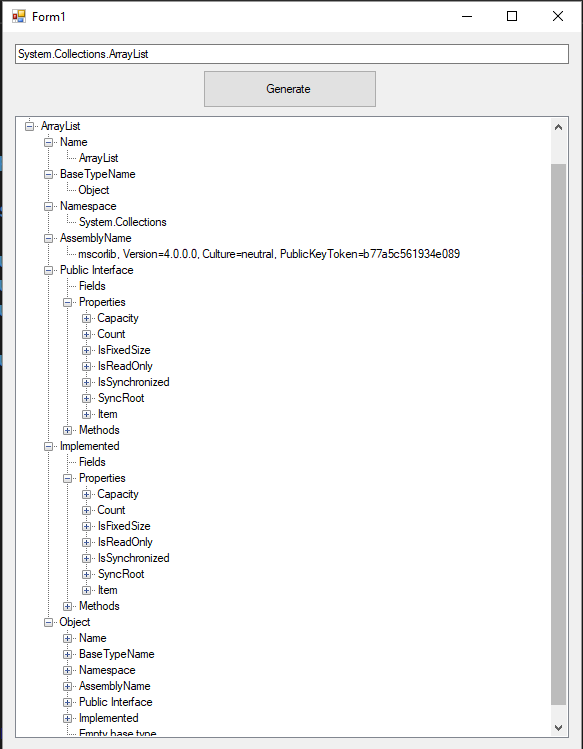 Form1
System.Collections.ArrayList
Generate
ArrayList
Name
ArrayList
BaseTypeName
Object
Namespace
System.Collections
AssemblyName
mscorlib, Version=4.0.0.0, Culture=neutral, PublicKeyToken=b77a5c561934e089
Public Interface
Fields
Properties
Capacity
Count
IsFixedSize
IsReadOnly
IsSynchronized
SyncRoot
Item
Methods
Implemented
Fields
Properties
Capacity
Count
IsFixedSize
IsReadOnly
IsSynchronized
SyncRoot
Item
Methods
Object
Name
BaseTypeName
Namespace
AssemblyName
Public Interface
Implemented
Empty base type